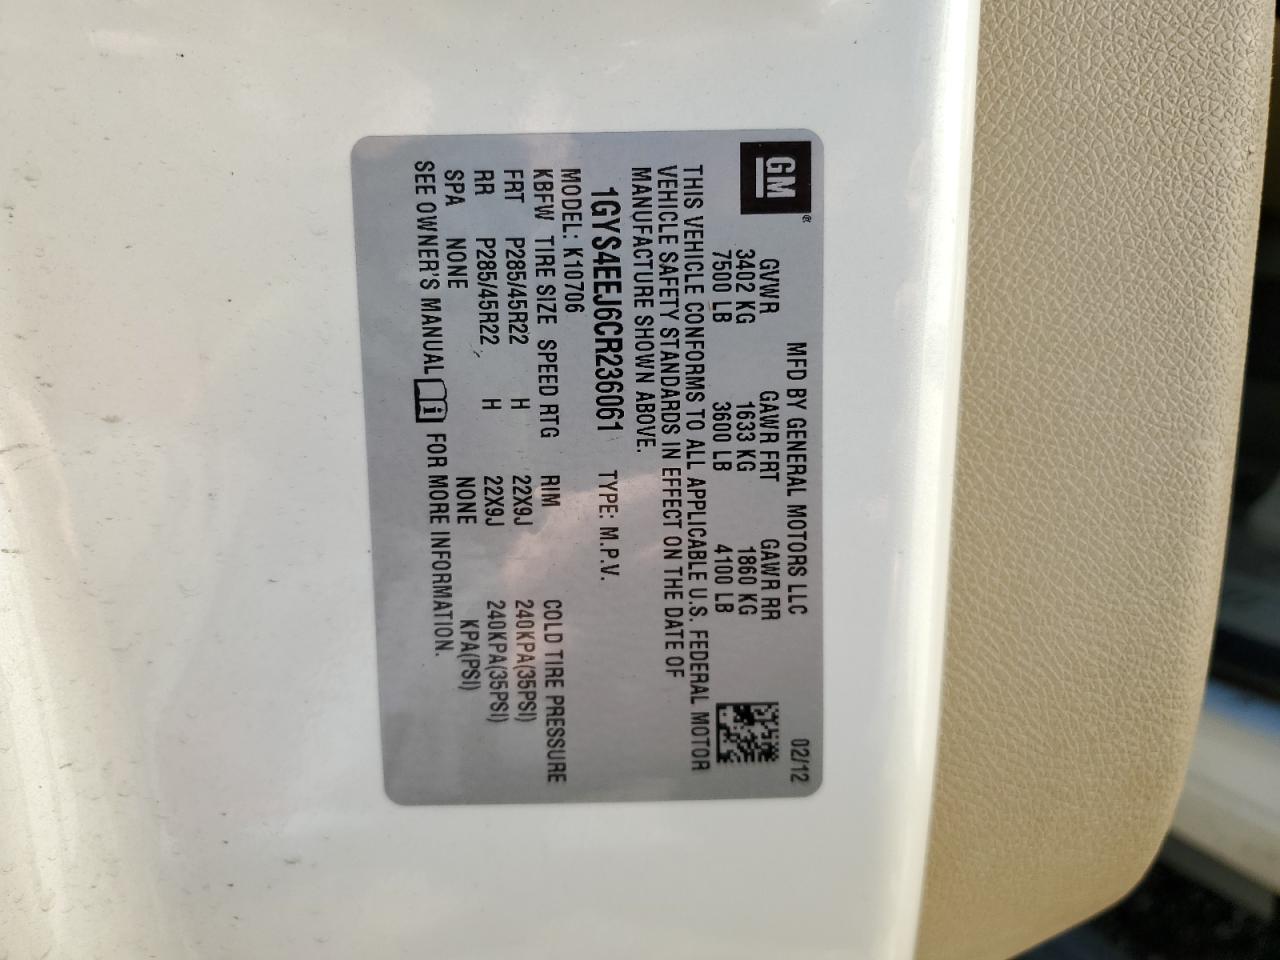 MFD BY GENERAL MOTORS LLC 02/12
GM® GVWR GAWR FRT GAWR RR
3402 KG 1633 KG 1860 KG
7500 LB 3600 LB 4100 LB
THIS VEHICLE CONFORMS TO ALL APPLICABLE U.S. FEDERAL MOTOR
VEHICLE SAFETY STANDARDS IN EFFECT ON THE DATE OF
MANUFACTURE SHOWN ABOVE.
1GYS4EEJ6CR236061 TYPE: M.P.V.
MODEL: K10706
KBFW TIRE SIZE SPEED RTG RIM COLD TIRE PRESSURE
FRT P285/45R22 H 22X9J 240KPA(35PSI)
RR P285/45R22 H 22X9J 240KPA(35PSI)
SPA NONE NONE KPA(PSI)
SEE OWNER'S MANUAL FOR MORE INFORMATION.